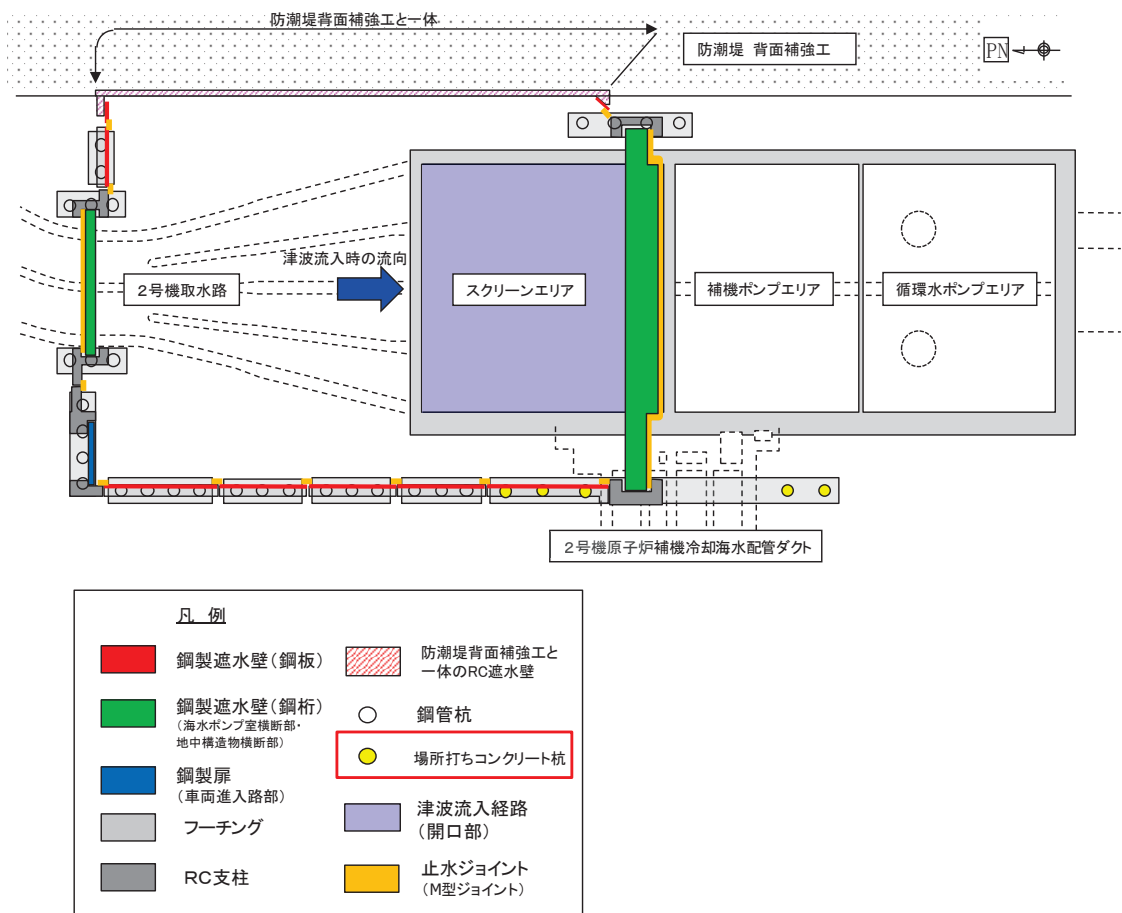 防潮堤背面補強工と一体
防潮堤 背面補強工
PN
津波流入時の流向
2号機取水路
スクリーンエリア
補機ポンプエリア
循環水ポンプエリア
2号機原子炉補機冷却海水配管ダクト
凡 例
鋼製遮水壁(鋼板)
鋼製遮水壁(鋼桁)
(海水ポンプ室横断部・
地中構造物横断部)
鋼製扉
(車両進入路部)
フーチング
RC支柱
防潮堤背面補強工と
一体のRC遮水壁
鋼管杭
場所打ちコンクリート杭
津波流入経路
(開口部)
止水ジョイント
(M型ジョイント)